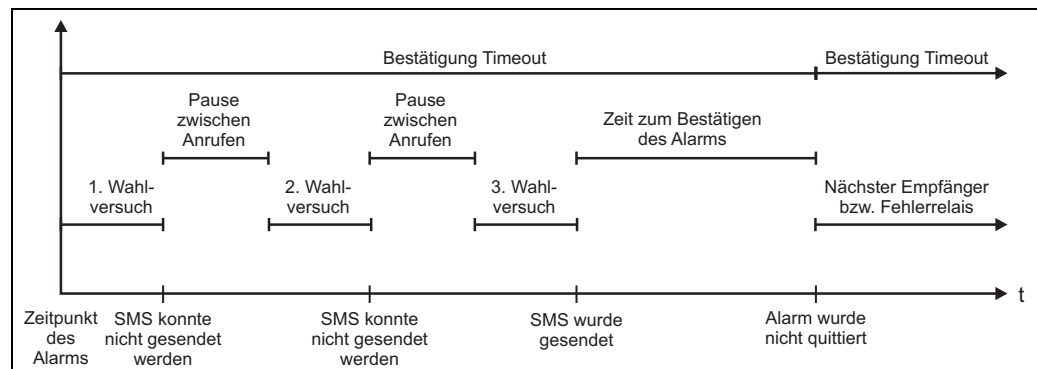 Bestätigung Timeout
Bestätigung Timeout
Pause
zwischen
Anrufen
Pause
zwischen
Anrufen
Zeit zum Bestätigen
des Alarms
1. Wahl-
versuch
2. Wahl-
versuch
3. Wahl-
versuch
Nächster Empfänger
bzw. Fehlerrelais
t
Zeitpunkt
des
Alarms
SMS konnte
nicht gesendet
werden
SMS konnte
nicht gesendet
werden
SMS wurde
gesendet
Alarm wurde
nicht quittiert